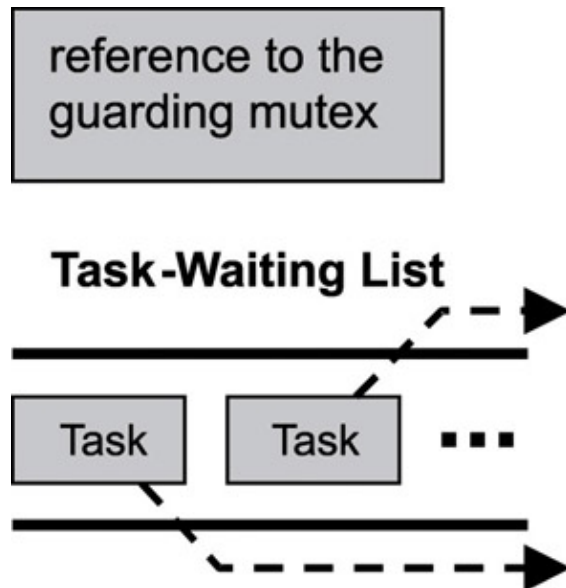 reference to the
guarding mutex
Task-Waiting List
Task Task